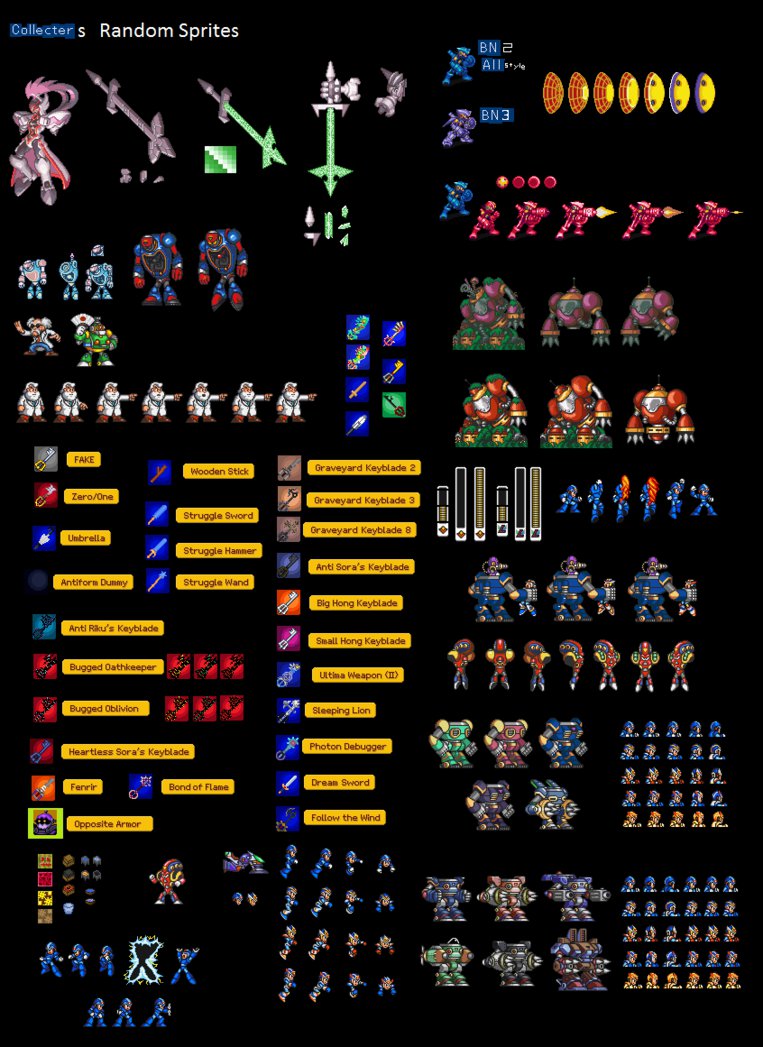 Collecters Random Sprites
BN 2
All style
BN3
FAKE
Zero/One
Umbrella
Antiform Dummy
Wooden Stick
Struggle Sword
Struggle Hammer
Struggle Wand
Anti Riku's Keyblade
Bugged Oathkeeper
Bugged Oblivion
Heartless Sora's Keyblade
Fenrir
Bond of Flame
Opposite Armor
Graveyard Keyblade 2
Graveyard Keyblade 3
Graveyard Keyblade 8
Anti Sora's Keyblade
Big Hong Keyblade
Small Hong Keyblade
Ultima Weapon (II)
Sleeping Lion
Photon Debugger
Dream Sword
Follow the Wind